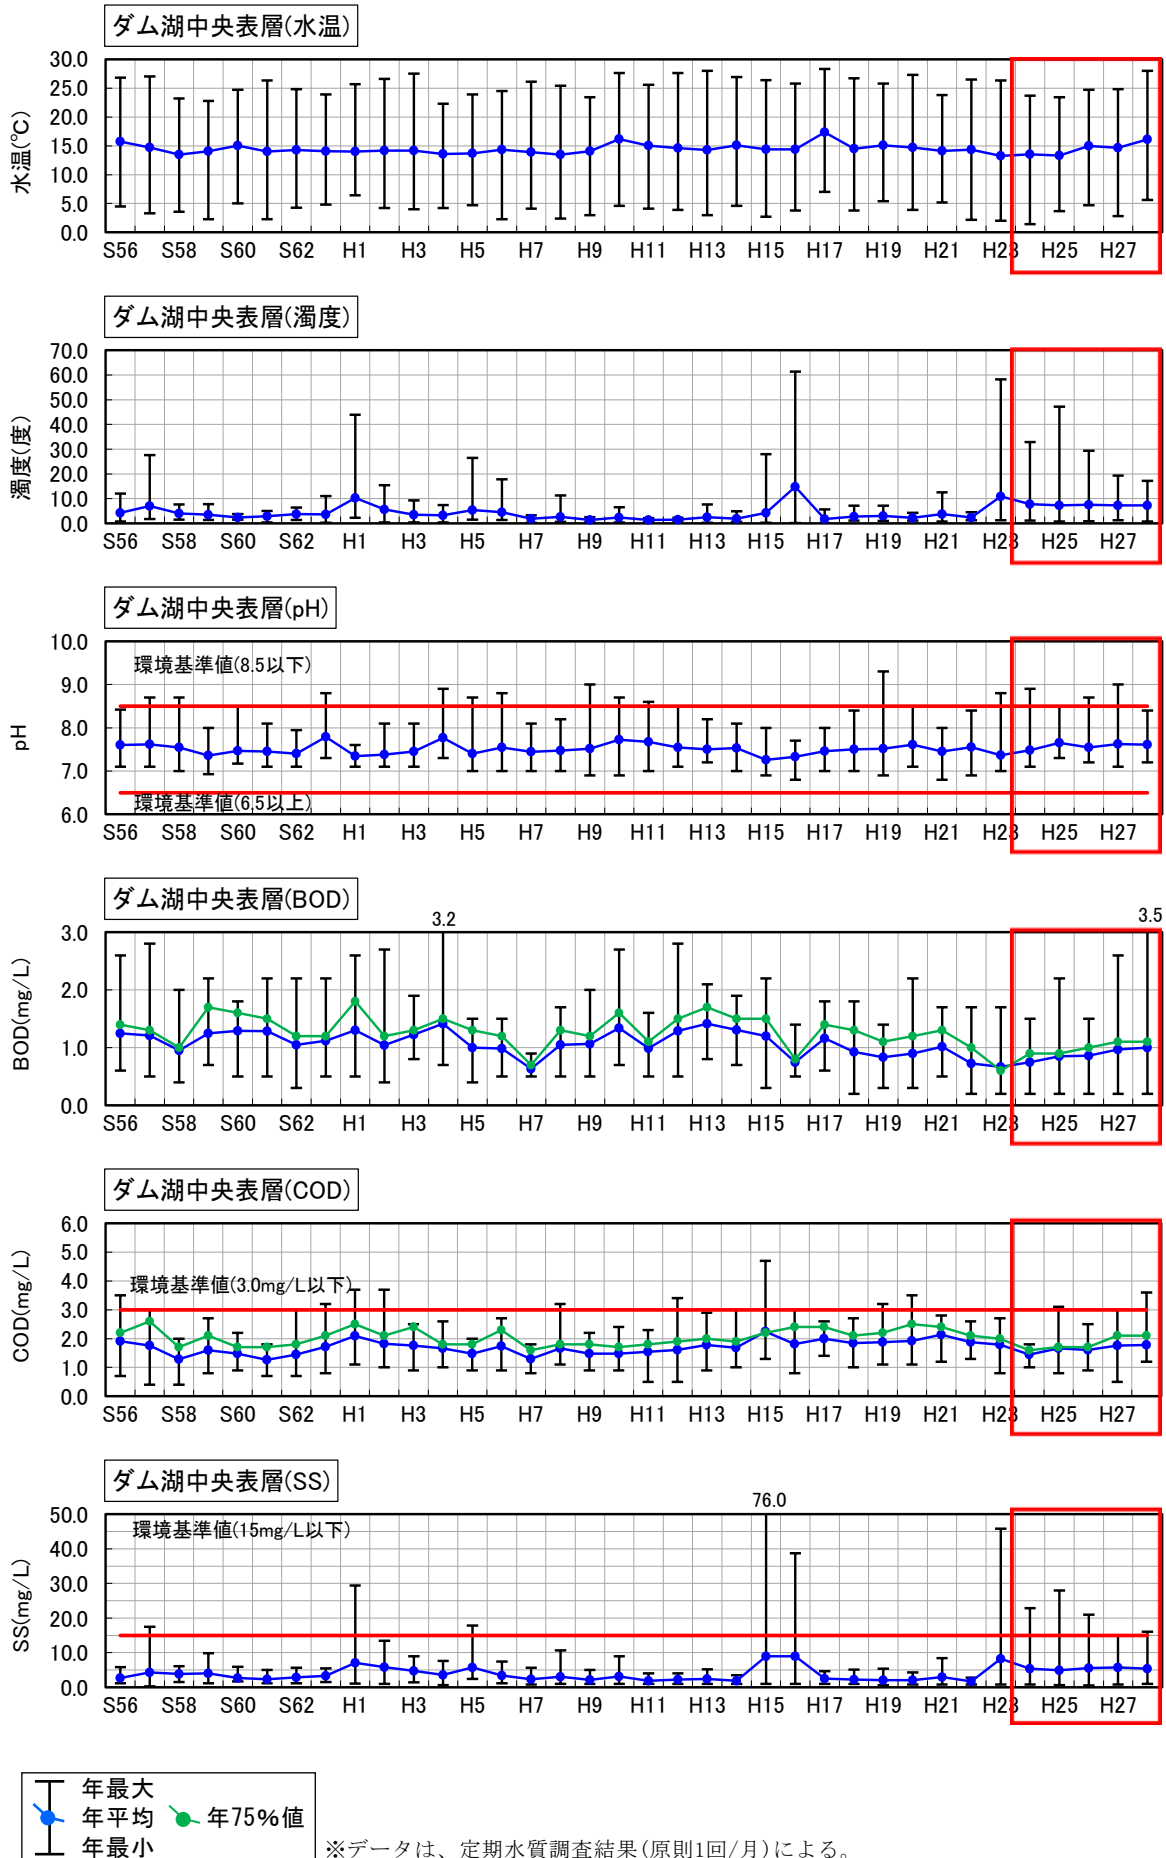 ダム湖中央表層(水温)
水温(℃)
30.0
25.0
20.0
15.0
10.0
5.0
0.0
S56 S58 S60 S62 H1 H3 H5 H7 H9 H11 H13 H15 H17 H19 H21 H23 H25 H27
ダム湖中央表層(濁度)
濁度(度)
70.0
60.0
50.0
40.0
30.0
20.0
10.0
0.0
S56 S58 S60 S62 H1 H3 H5 H7 H9 H11 H13 H15 H17 H19 H21 H23 H25 H27
ダム湖中央表層(pH)
pH
10.0
環境基準値(8.5以下)
9.0
8.0
7.0
環境基準値(6.5以上)
6.0
S56 S58 S60 S62 H1 H3 H5 H7 H9 H11 H13 H15 H17 H19 H21 H23 H25 H27
ダム湖中央表層(BOD)
3.2
3.5
BOD(mg/L)
3.0
2.0
1.0
0.0
S56 S58 S60 S62 H1 H3 H5 H7 H9 H11 H13 H15 H17 H19 H21 H23 H25 H27
ダム湖中央表層(COD)
COD(mg/L)
6.0
5.0
4.0
環境基準値(3.0mg/L以下)
3.0
2.0
1.0
0.0
S56 S58 S60 S62 H1 H3 H5 H7 H9 H11 H13 H15 H17 H19 H21 H23 H25 H27
ダム湖中央表層(SS)
76.0
SS(mg/L)
50.0
環境基準値(15mg/L以下)
40.0
30.0
20.0
10.0
0.0
S56 S58 S60 S62 H1 H3 H5 H7 H9 H11 H13 H15 H17 H19 H21 H23 H25 H27
年最大
年平均 年75%値
年最小
※データは、定期水質調査結果(原則1回/月)による。